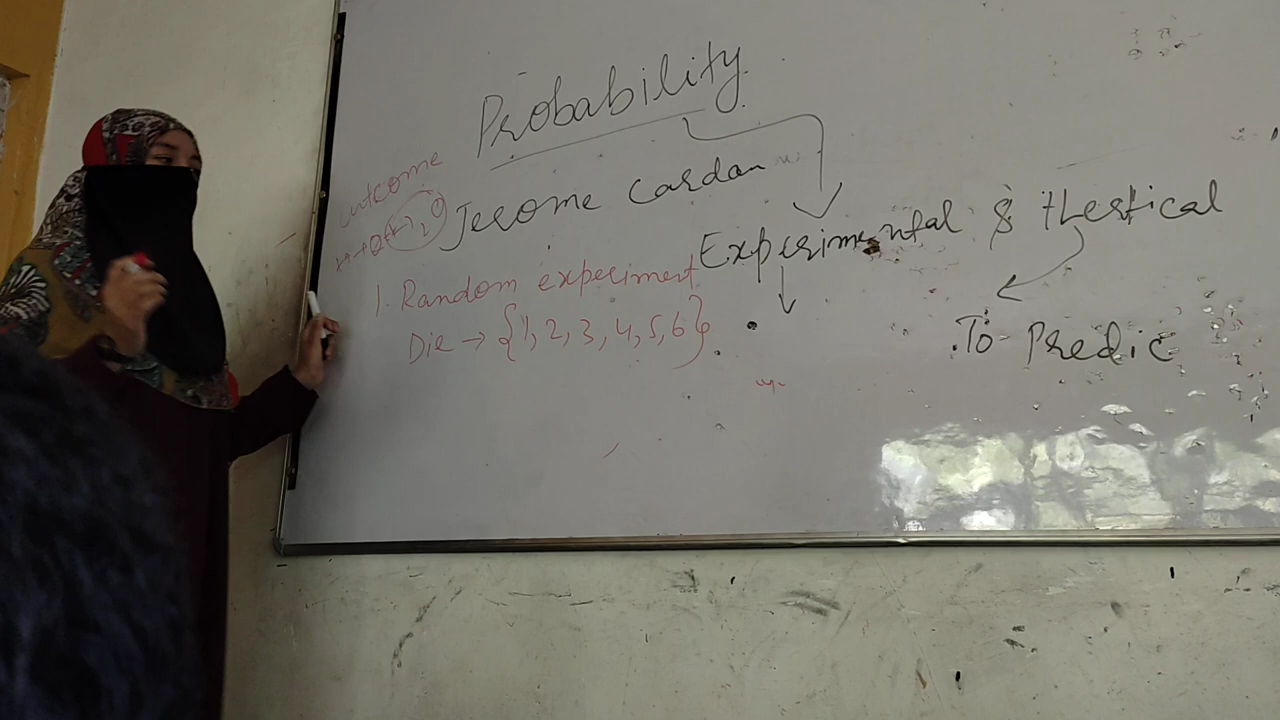 Probability
outcome
Jerome Cardan
Experimental & thertical
1. Random experiment
Die → {1, 2, 3, 4, 5, 6}
To Predic